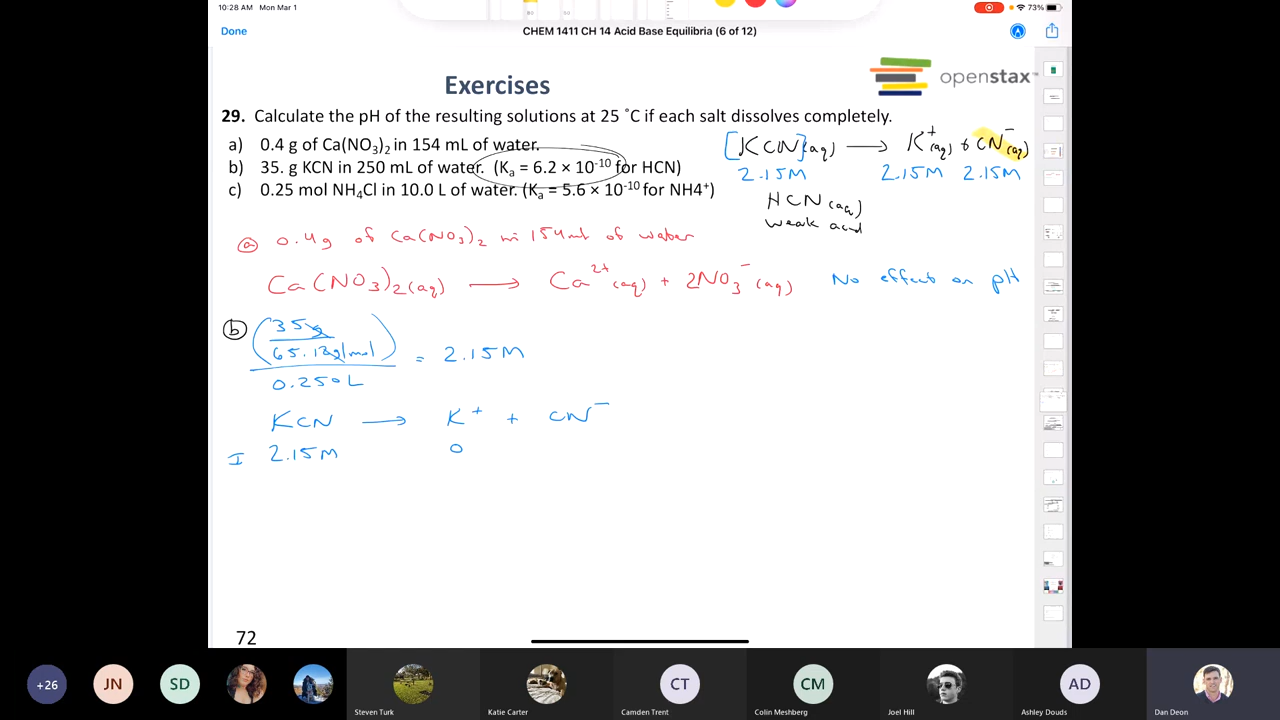 10:28 AM Mon Mar 1
73%
Done
CHEM 1411 CH 14 Acid Base Equilibria (6 of 12)
Exercises
openstax™
29. Calculate the pH of the resulting solutions at 25 ˚C if each salt dissolves completely.
a) 0.4 g of Ca(NO₃)₂ in 154 mL of water.
b) 35. g KCN in 250 mL of water. (Kₐ = 6.2 × 10⁻¹⁰ for HCN)
c) 0.25 mol NH₄Cl in 10.0 L of water. (Kₐ = 5.6 × 10⁻¹⁰ for NH4⁺)
[KCN](aq) → K⁺(aq) + CN⁻(aq)
2.15M 2.15M 2.15M
HCN(aq)
weak acid
a 0.4g of Ca(NO₃)₂ in 154ml of water
Ca(NO₃)₂(aq) → Ca²⁺(aq) + 2NO₃⁻(aq) No effect on pH
b
(35g
65.12g/mol)
= 2.15M
0.250L
KCN → K⁺ + CN⁻
I 2.15M 0
72
+26
JN
SD
CT
CM
AD
Steven Turk
Katie Carter
Camden Trent
Colin Meshberg
Joel Hill
Ashley Douds
Dan Deon